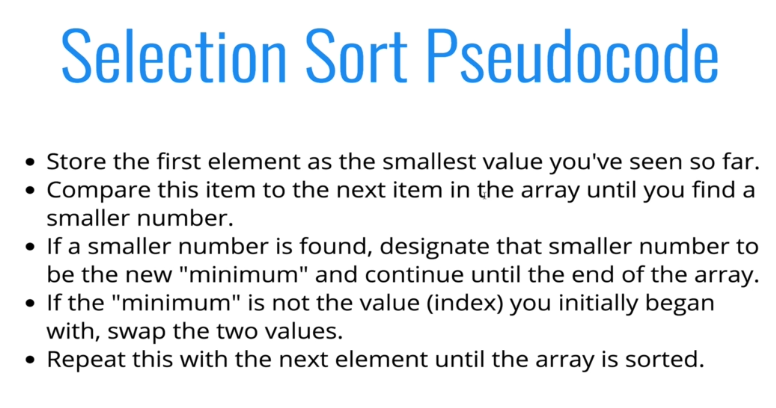 Selection Sort Pseudocode
• Store the first element as the smallest value you've seen so far.
• Compare this item to the next item in the array until you find a
smaller number.
• If a smaller number is found, designate that smaller number to
be the new "minimum" and continue until the end of the array.
• If the "minimum" is not the value (index) you initially began
with, swap the two values.
• Repeat this with the next element until the array is sorted.